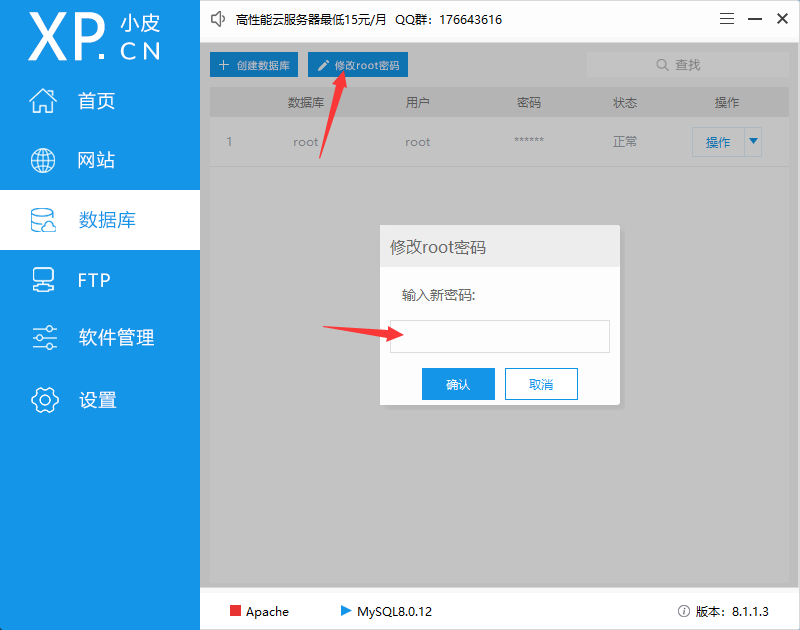 XP.CN 小皮
高性能云服务器最低15元/月 QQ群：176643616
首页
网站
数据库
FTP
软件管理
设置
创建数据库 修改root密码 查找
数据库 用户 密码 状态 操作
1 root root ****** 正常 操作
修改root密码
输入新密码:
确认 取消
Apache MySQL8.0.12 版本：8.1.1.3